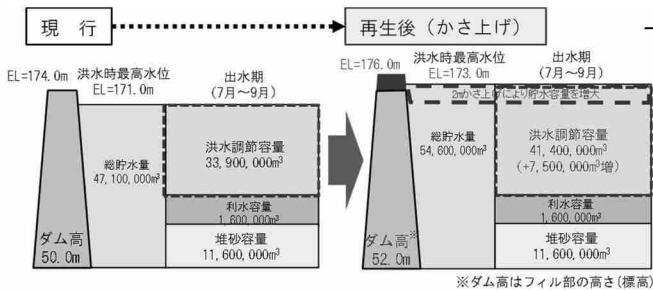 現 行
再生後(かさ上げ)
EL=174.0m
洪水時最高水位
EL=171.0m
出水期
(7月～9月)
総貯水量
47,100,000m³
洪水調節容量
33,900,000m³
利水容量
1,600,000m³
堆砂容量
11,600,000m³
ダム高
50.0m
EL=176.0m
洪水時最高水位
EL=173.0m
出水期
(7月～9月)
2mかさ上げにより貯水容量を増大
総貯水量
54,600,000m³
洪水調節容量
41,400,000m³
(+7,500,000m³増)
利水容量
1,600,000m³
堆砂容量
11,600,000m³
ダム高※
52.0m
※ダム高はフィル部の高さ(標高)